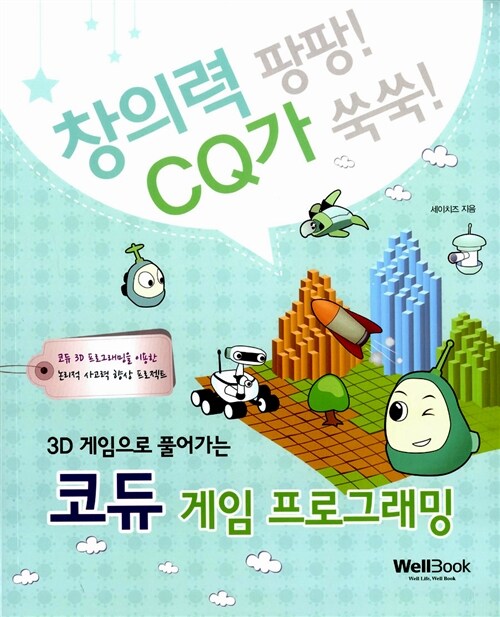 창의력 팡팡!
CQ가 쑥쑥!
세이치즈 지음
코듀 3D 프로그래밍을 이용한
논리적 사고력 향상 프로젝트
3D 게임으로 풀어가는
코듀 게임 프로그래밍
WellBook
Well Life, Well Book